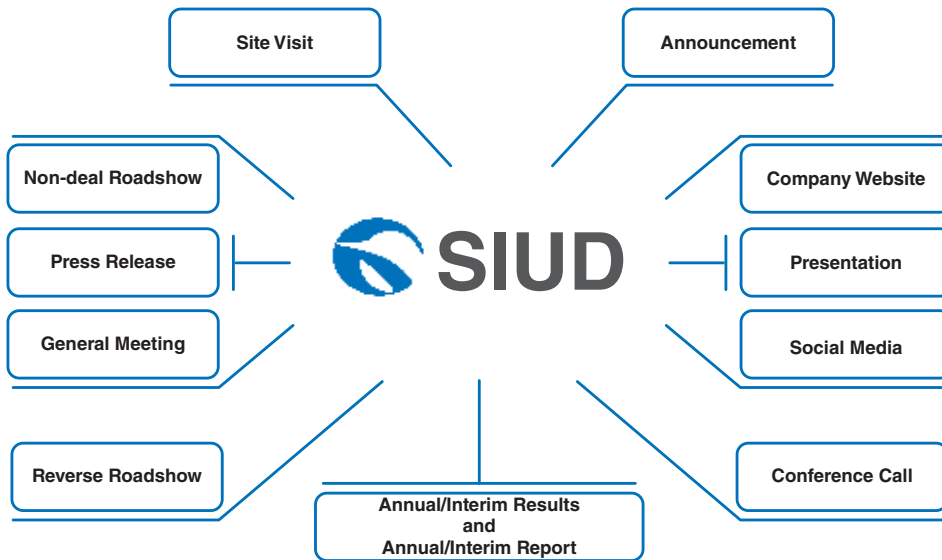 Site Visit
Announcement
Non-deal Roadshow
Company Website
Press Release
SIUD
Presentation
General Meeting
Social Media
Reverse Roadshow
Conference Call
Annual/Interim Results
and
Annual/Interim Report